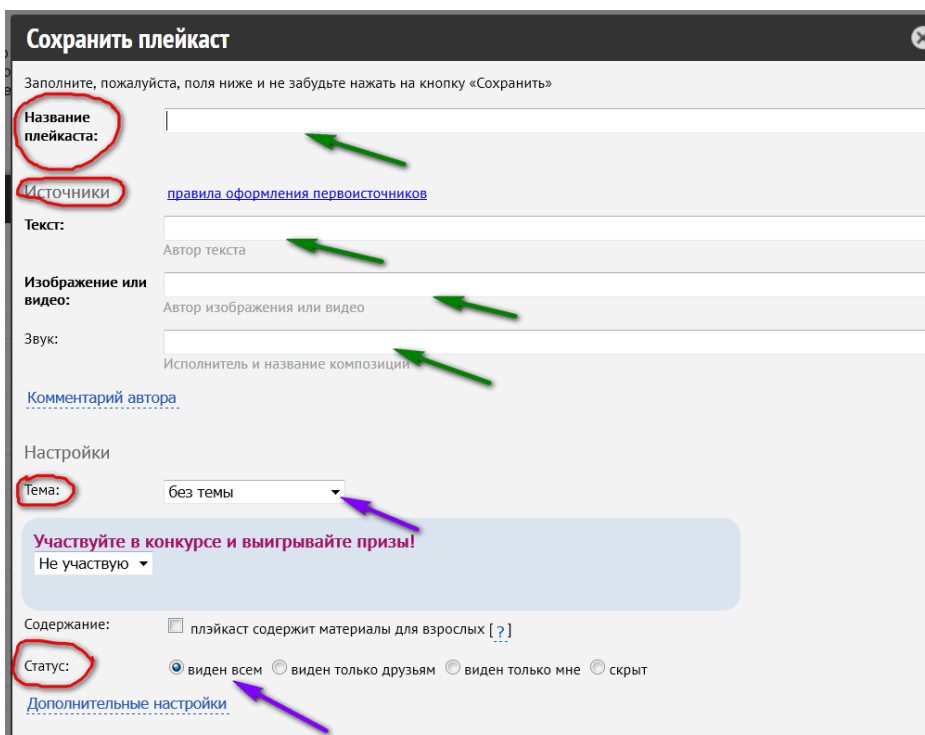 Сохранить плейкаст
Заполните, пожалуйста, поля ниже и не забудьте нажать на кнопку «Сохранить»
Название
плейкаста:
Источники правила оформления первоисточников
Текст:
Автор текста
Изображение или
видео:
Автор изображения или видео
Звук:
Исполнитель и название композиции
Комментарий автора
Настройки
Тема: без темы
Участвуйте в конкурсе и выигрывайте призы!
Не участвую
Содержание: плэйкаст содержит материалы для взрослых [ ? ]
Статус: виден всем виден только друзьям виден только мне скрыт
Дополнительные настройки